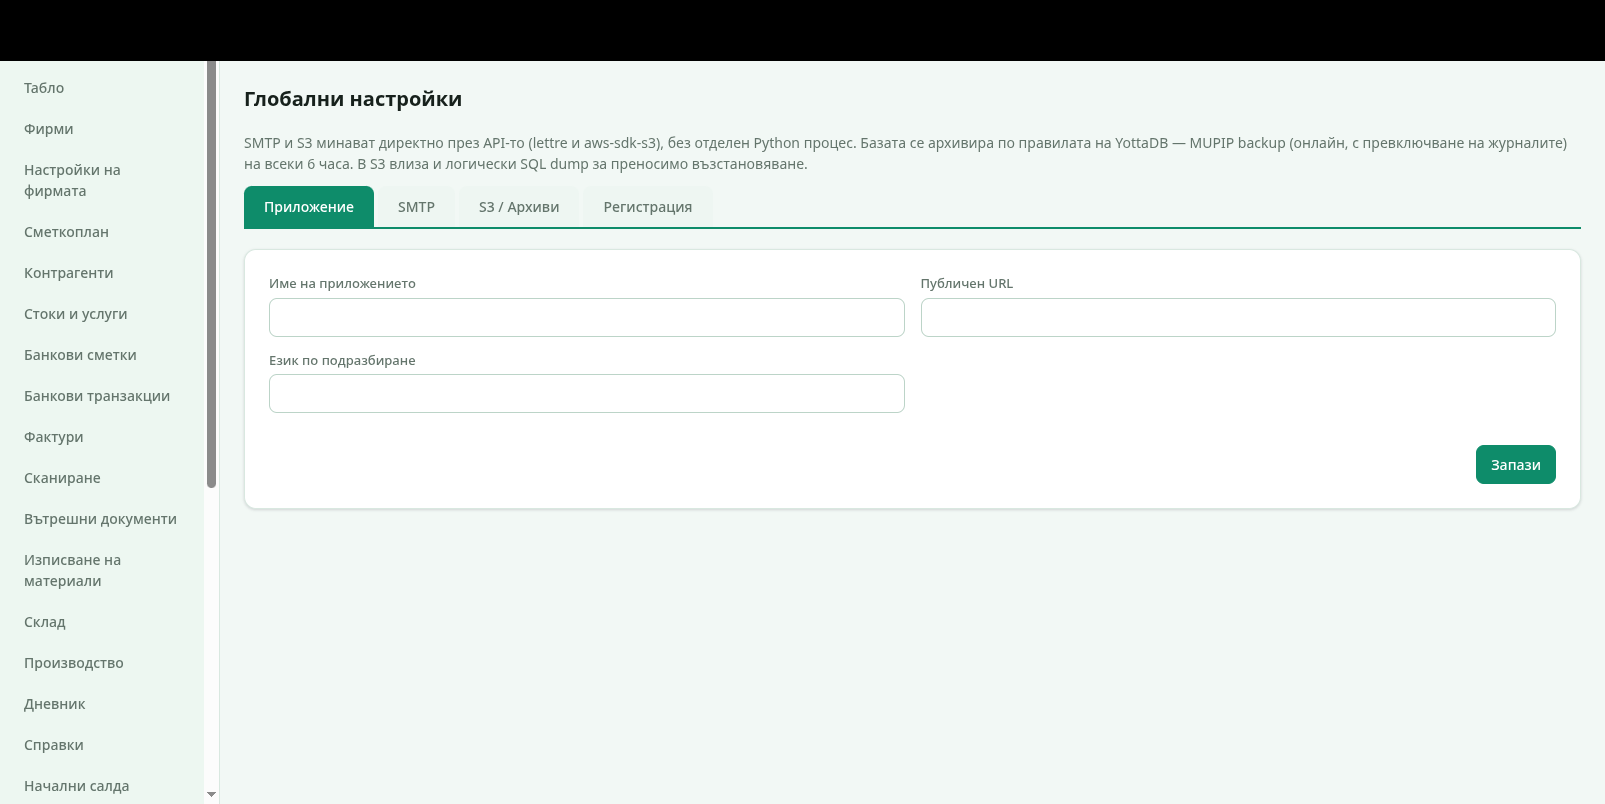 Табло
Фирми
Настройки на
фирмата
Сметкоплан
Контрагенти
Стоки и услуги
Банкови сметки
Банкови транзакции
Фактури
Сканиране
Вътрешни документи
Изписване на
материали
Склад
Производство
Дневник
Справки
Начални салда
Глобални настройки
SMTP и S3 минават директно през API-то (lettre и aws-sdk-s3), без отделен Python процес. Базата се архивира по правилата на YottaDB — MUPIP backup (онлайн, с превключване на журналите)
на всеки 6 часа. В S3 влиза и логически SQL dump за преносимо възстановяване.
Приложение
SMTP
S3 / Архиви
Регистрация
Име на приложението
Публичен URL
Език по подразбиране
Запази